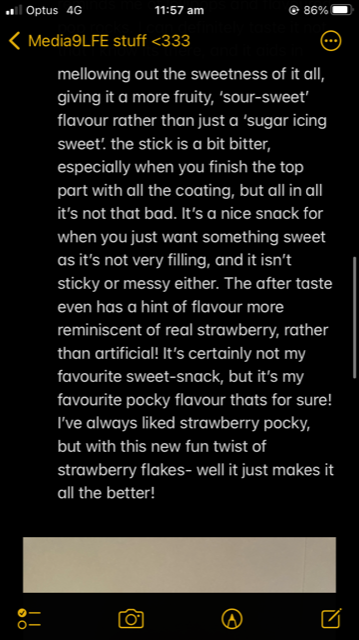 Optus 4G 11:57 am 86%
Media9LFE stuff <333
mellowing out the sweetness of it all,
giving it a more fruity, ‘sour-sweet’
flavour rather than just a ‘sugar icing
sweet’. the stick is a bit bitter,
especially when you finish the top
part with all the coating, but all in all
it’s not that bad. It’s a nice snack for
when you just want something sweet
as it’s not very filling, and it isn’t
sticky or messy either. The after taste
even has a hint of flavour more
reminiscent of real strawberry, rather
than artificial! It’s certainly not my
favourite sweet-snack, but it’s my
favourite pocky flavour thats for sure!
I’ve always liked strawberry pocky,
but with this new fun twist of
strawberry flakes- well it just makes it
all the better!